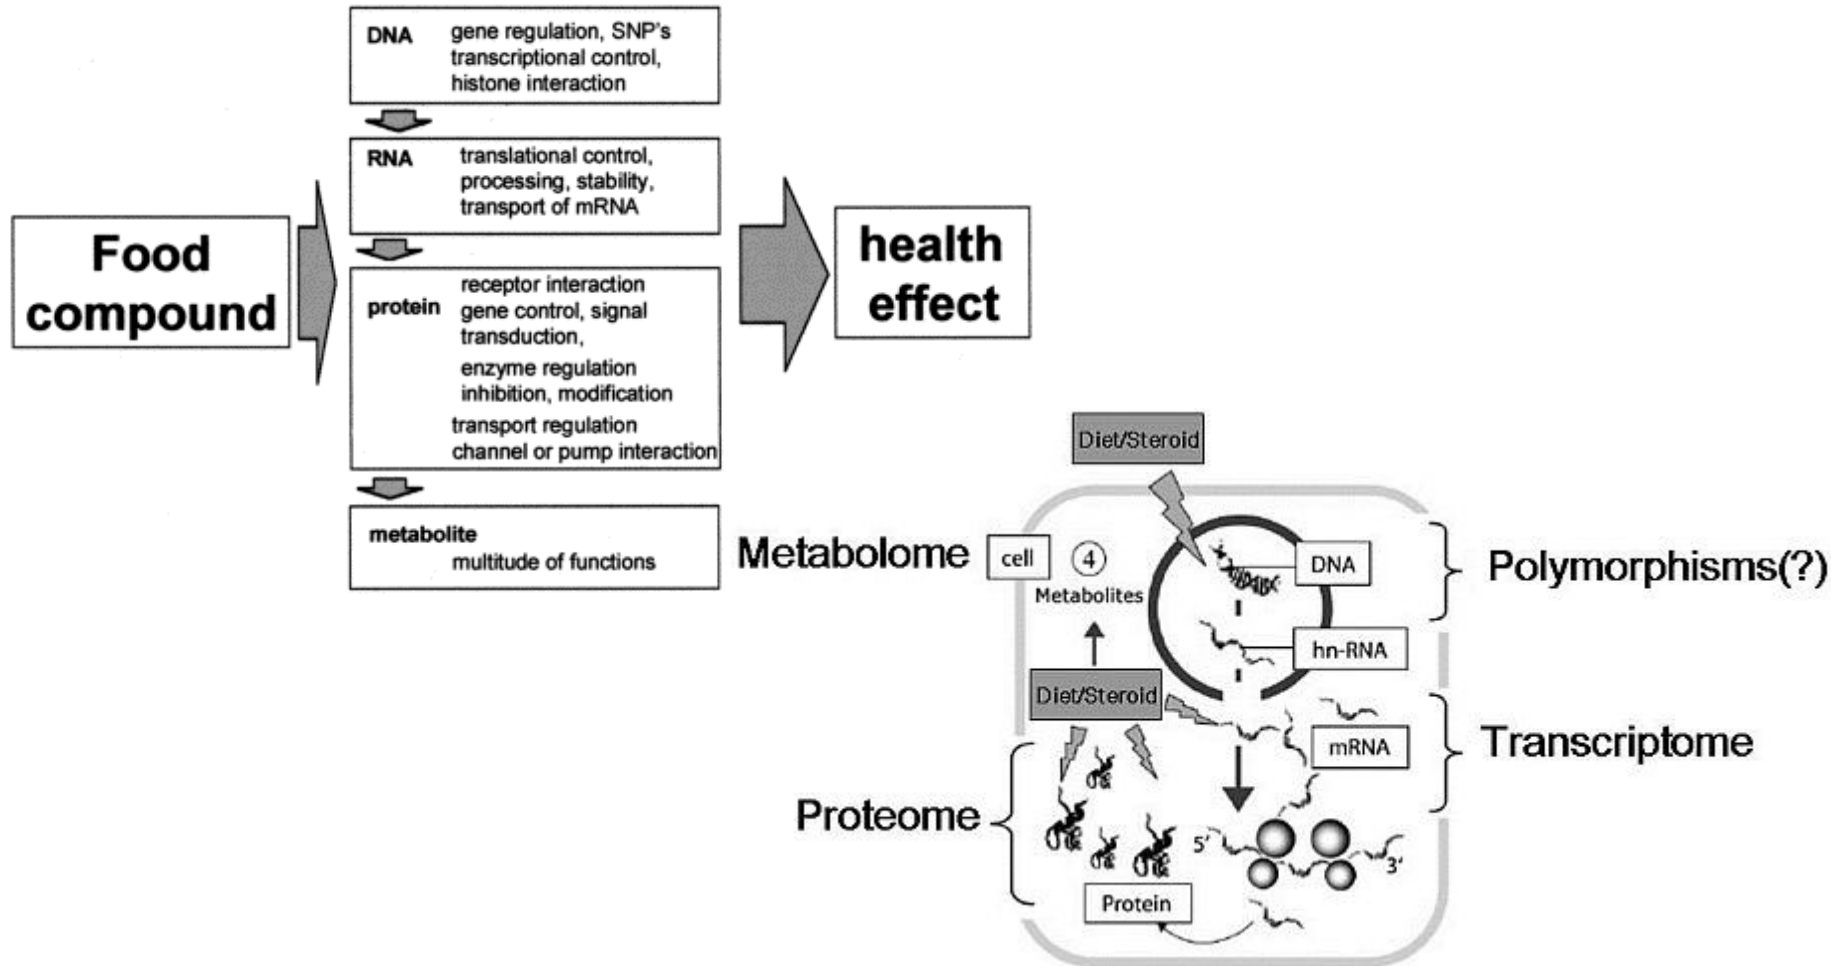 DNA gene regulation, SNP's
transcriptional control,
histone interaction
RNA translational control,
processing, stability,
transport of mRNA
Food
compound
health
effect
receptor interaction
protein gene control, signal
transduction,
enzyme regulation
inhibition, modification
transport regulation
channel or pump interaction
metabolite
multitude of functions
Diet/Steroid
Metabolome
cell
4
Metabolites
DNA
Polymorphisms(?)
hn-RNA
Diet/Steroid
mRNA
Transcriptome
Proteome
5'
3'
Protein